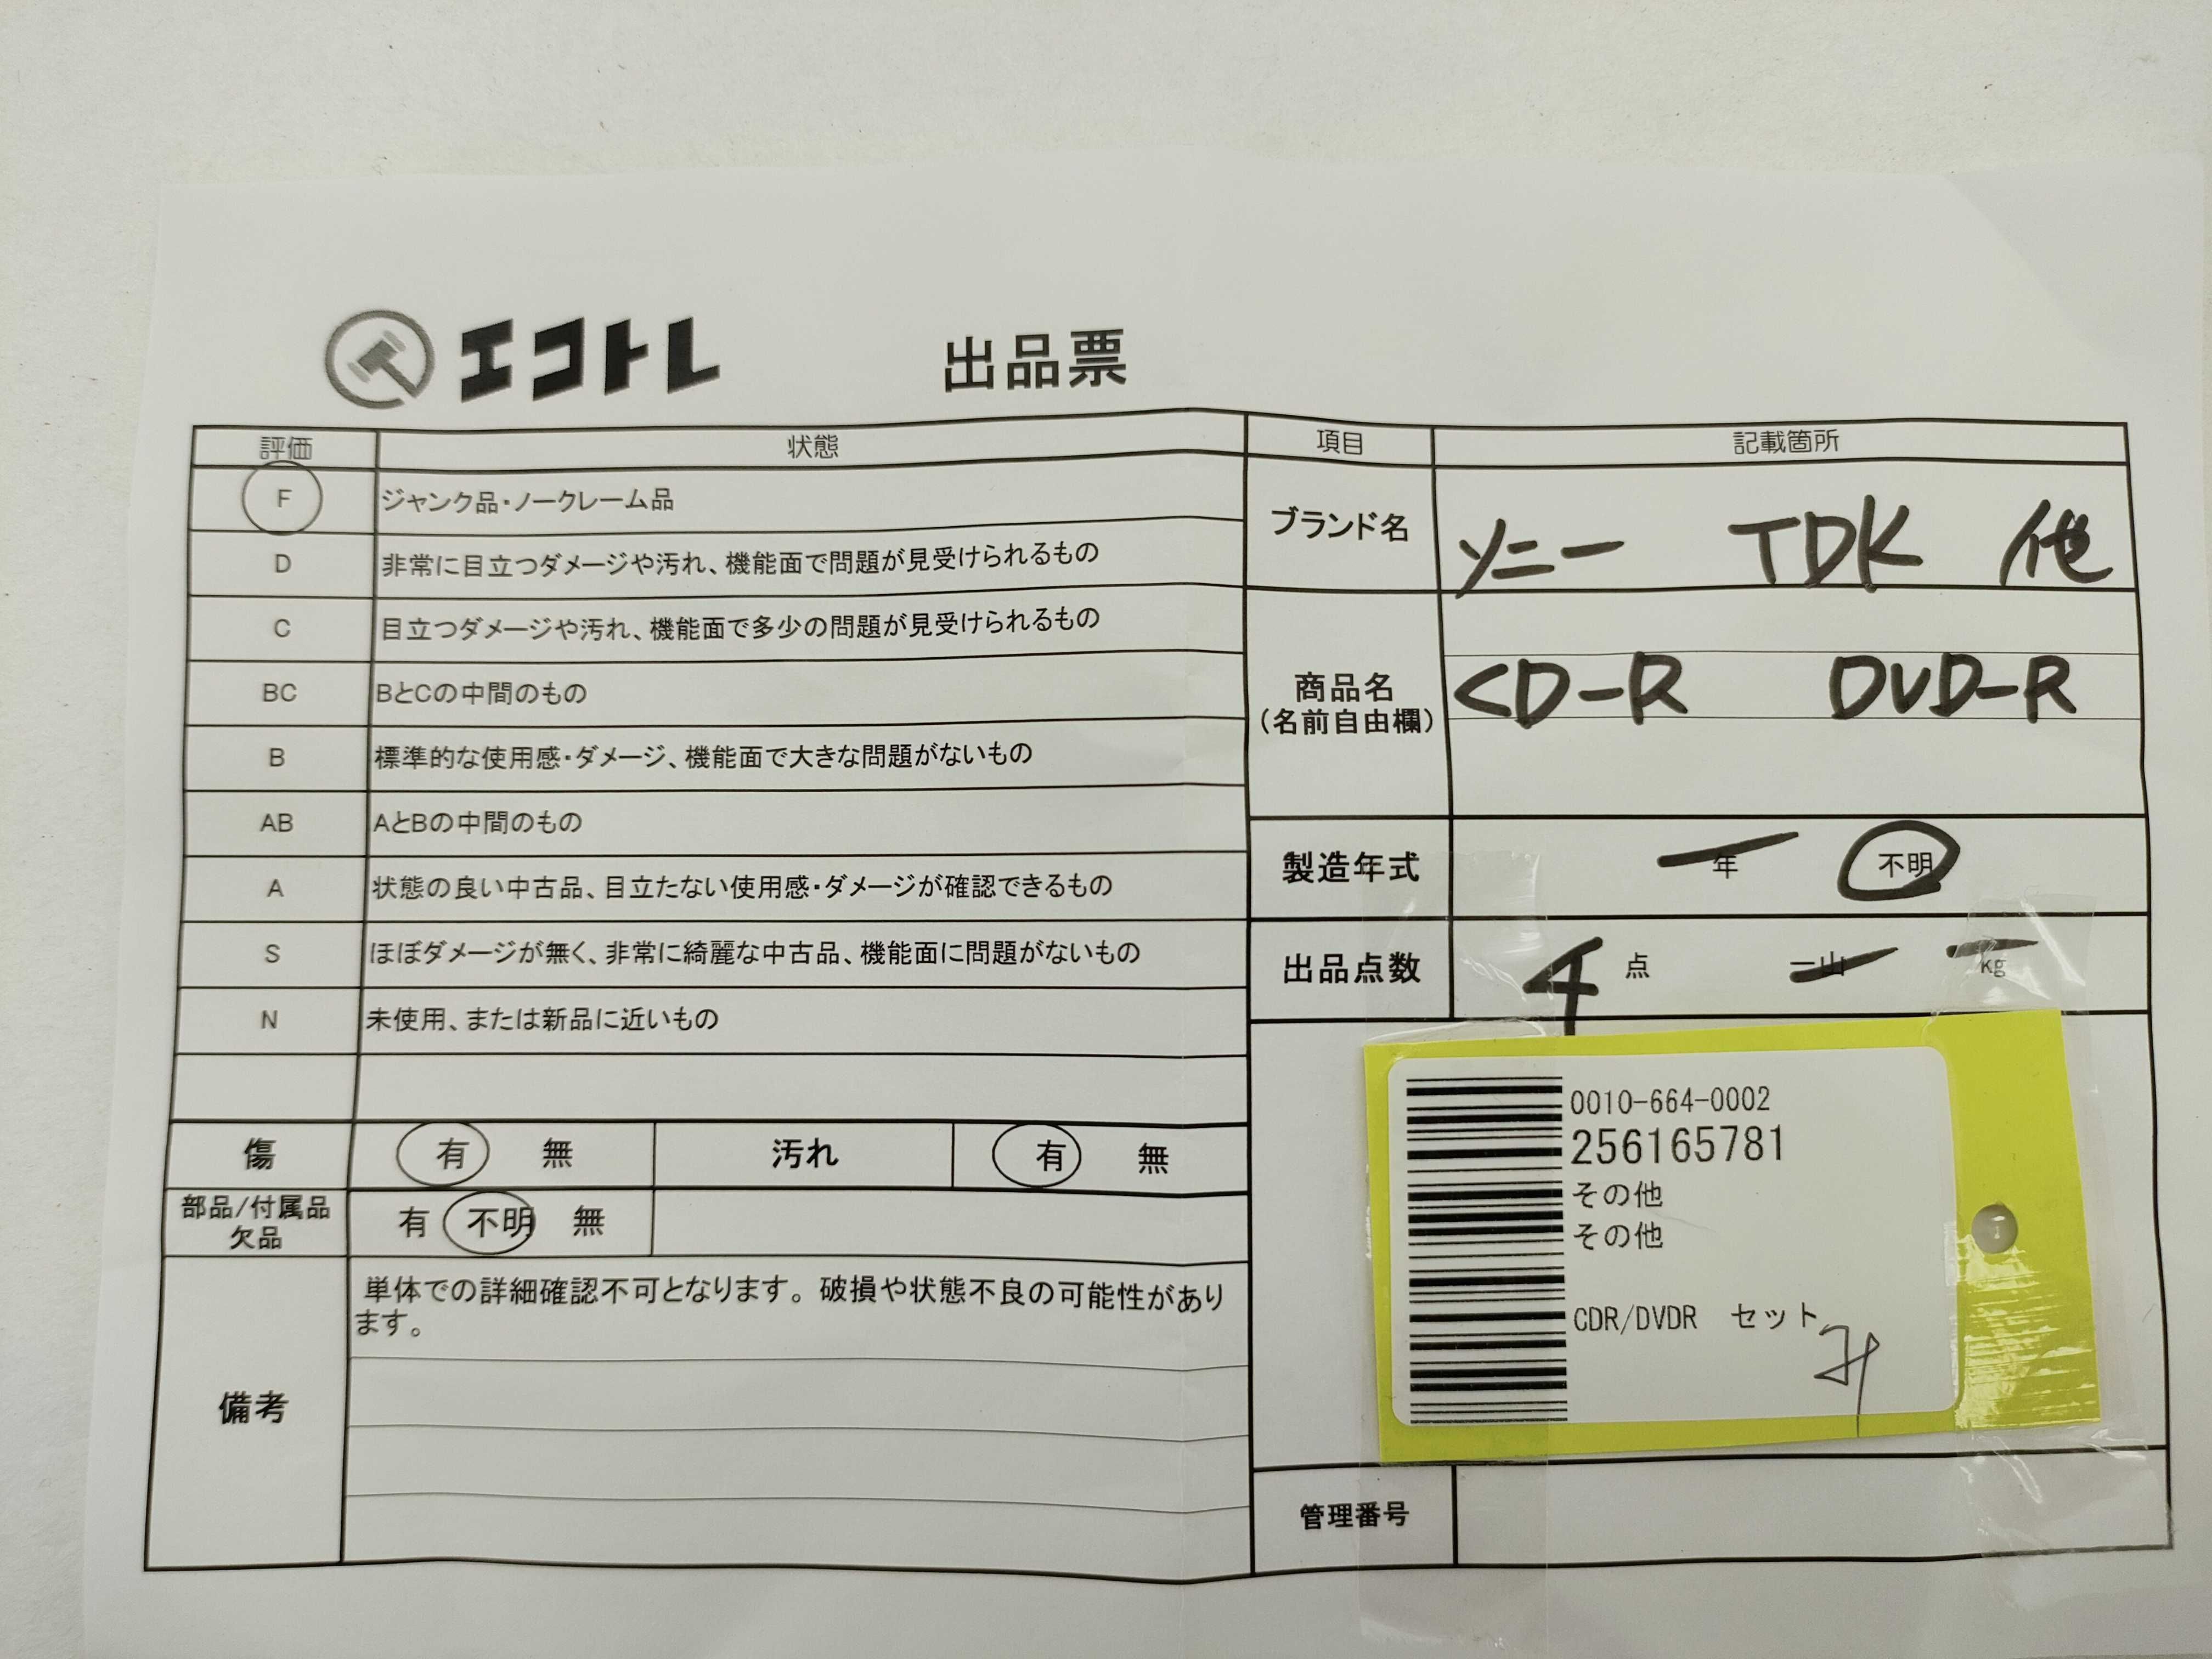 エコトレ
出品票
評価 状態
F ジャンク品・ノークレーム品
D 非常に目立つダメージや汚れ、機能面で問題が見受けられるもの
C 目立つダメージや汚れ、機能面で多少の問題が見受けられるもの
BC BとCの中間のもの
B 標準的な使用感・ダメージ、機能面で大きな問題がないもの
AB AとBの中間のもの
A 状態の良い中古品、目立たない使用感・ダメージが確認できるもの
S ほぼダメージが無く、非常に綺麗な中古品、機能面に問題がないもの
N 未使用、または新品に近いもの
傷 有 無 汚れ 有 無
部品/付属品
欠品
有 不明 無
備考
単体での詳細確認不可となります。破損や状態不良の可能性があり
ます。
項目 記載箇所
ブランド名 ソニー TDK 他
商品名
(名前自由欄)
CD-R DVD-R
製造年式 年 不明
出品点数 4 点 一山 kg
0010-664-0002
256165781
その他
その他
CDR/DVDR セット
管理番号